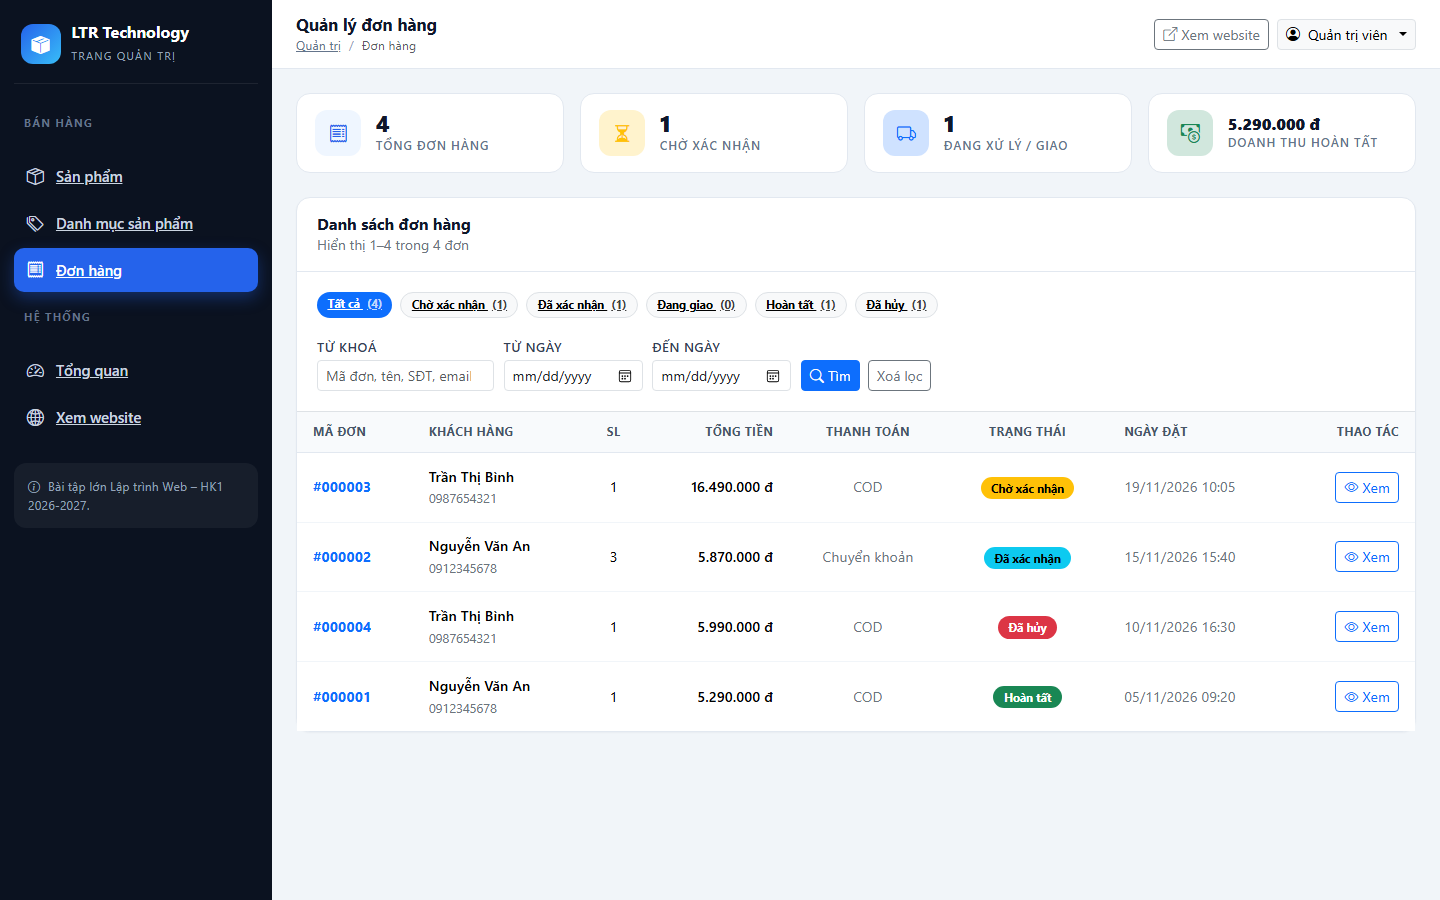 LTR Technology
TRANG QUẢN TRỊ
BÁN HÀNG
Sản phẩm
Danh mục sản phẩm
Đơn hàng
HỆ THỐNG
Tổng quan
Xem website
Bài tập lớn Lập trình Web – HK1
2026-2027.
Quản lý đơn hàng
Quản trị / Đơn hàng
Xem website
Quản trị viên
4
TỔNG ĐƠN HÀNG
1
CHỜ XÁC NHẬN
1
ĐANG XỬ LÝ / GIAO
5.290.000 đ
DOANH THU HOÀN TẤT
Danh sách đơn hàng
Hiển thị 1–4 trong 4 đơn
Tất cả (4) Chờ xác nhận (1) Đã xác nhận (1) Đang giao (0) Hoàn tất (1) Đã hủy (1)
TỪ KHOÁ TỪ NGÀY ĐẾN NGÀY
Mã đơn, tên, SĐT, email mm/dd/yyyy mm/dd/yyyy Tìm Xoá lọc
MÃ ĐƠN KHÁCH HÀNG SL TỔNG TIỀN THANH TOÁN TRẠNG THÁI NGÀY ĐẶT THAO TÁC
#000003 Trần Thị Bình 1 16.490.000 đ COD Chờ xác nhận 19/11/2026 10:05 Xem
0987654321
#000002 Nguyễn Văn An 3 5.870.000 đ Chuyển khoản Đã xác nhận 15/11/2026 15:40 Xem
0912345678
#000004 Trần Thị Bình 1 5.990.000 đ COD Đã hủy 10/11/2026 16:30 Xem
0987654321
#000001 Nguyễn Văn An 1 5.290.000 đ COD Hoàn tất 05/11/2026 09:20 Xem
0912345678